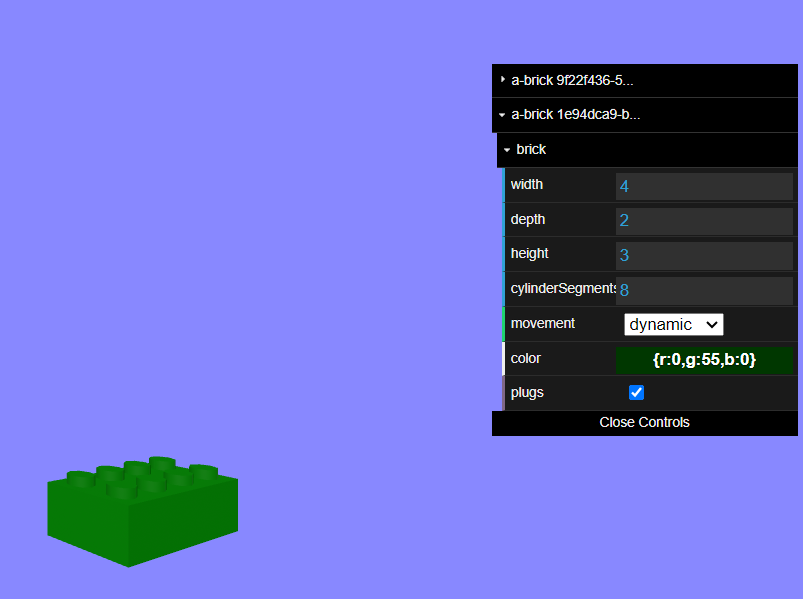 a-brick 9f22f436-5...
a-brick 1e94dca9-b...
brick
width 4
depth 2
height 3
cylinderSegments 8
movement dynamic
color {r:0,g:55,b:0}
plugs
Close Controls